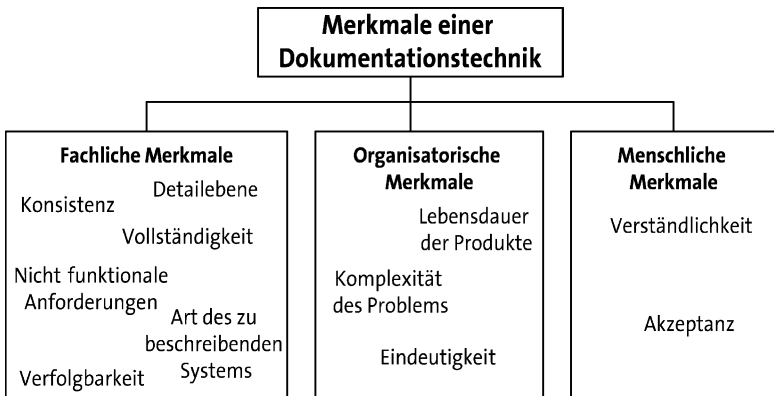 Merkmale einer
Dokumentationstechnik
Fachliche Merkmale
Detailebene
Konsistenz
Vollständigkeit
Nicht funktionale
Anforderungen
Art des zu
beschreibenden
Systems
Verfolgbarkeit
Organisatorische
Merkmale
Lebensdauer
der Produkte
Komplexität
des Problems
Eindeutigkeit
Menschliche
Merkmale
Verständlichkeit
Akzeptanz